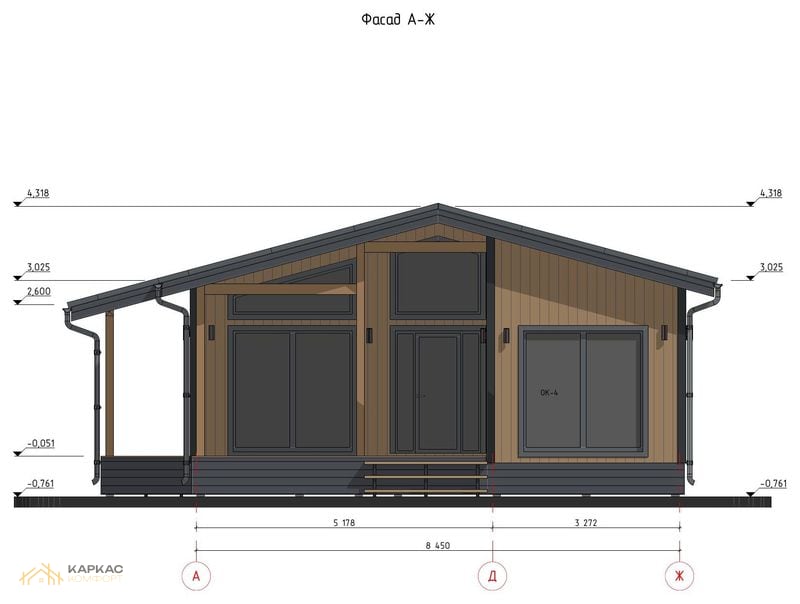 Фасад А-Ж
4,318
4,318
3,025
3,025
2,600
ОК-4
-0,051
-0,761
-0,761
5 178
3 272
8 450
А
Д
Ж
КАРКАС
КОМФОРТ